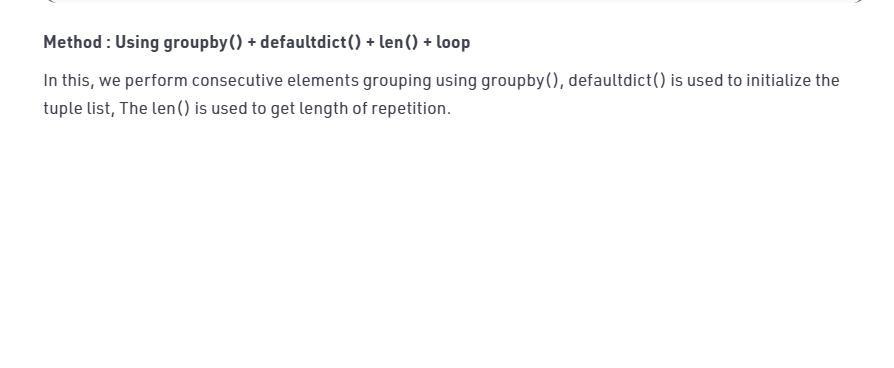 Method : Using groupby() + defaultdict() + len() + loop
In this, we perform consecutive elements grouping using groupby(), defaultdict() is used to initialize the
tuple list, The len() is used to get length of repetition.